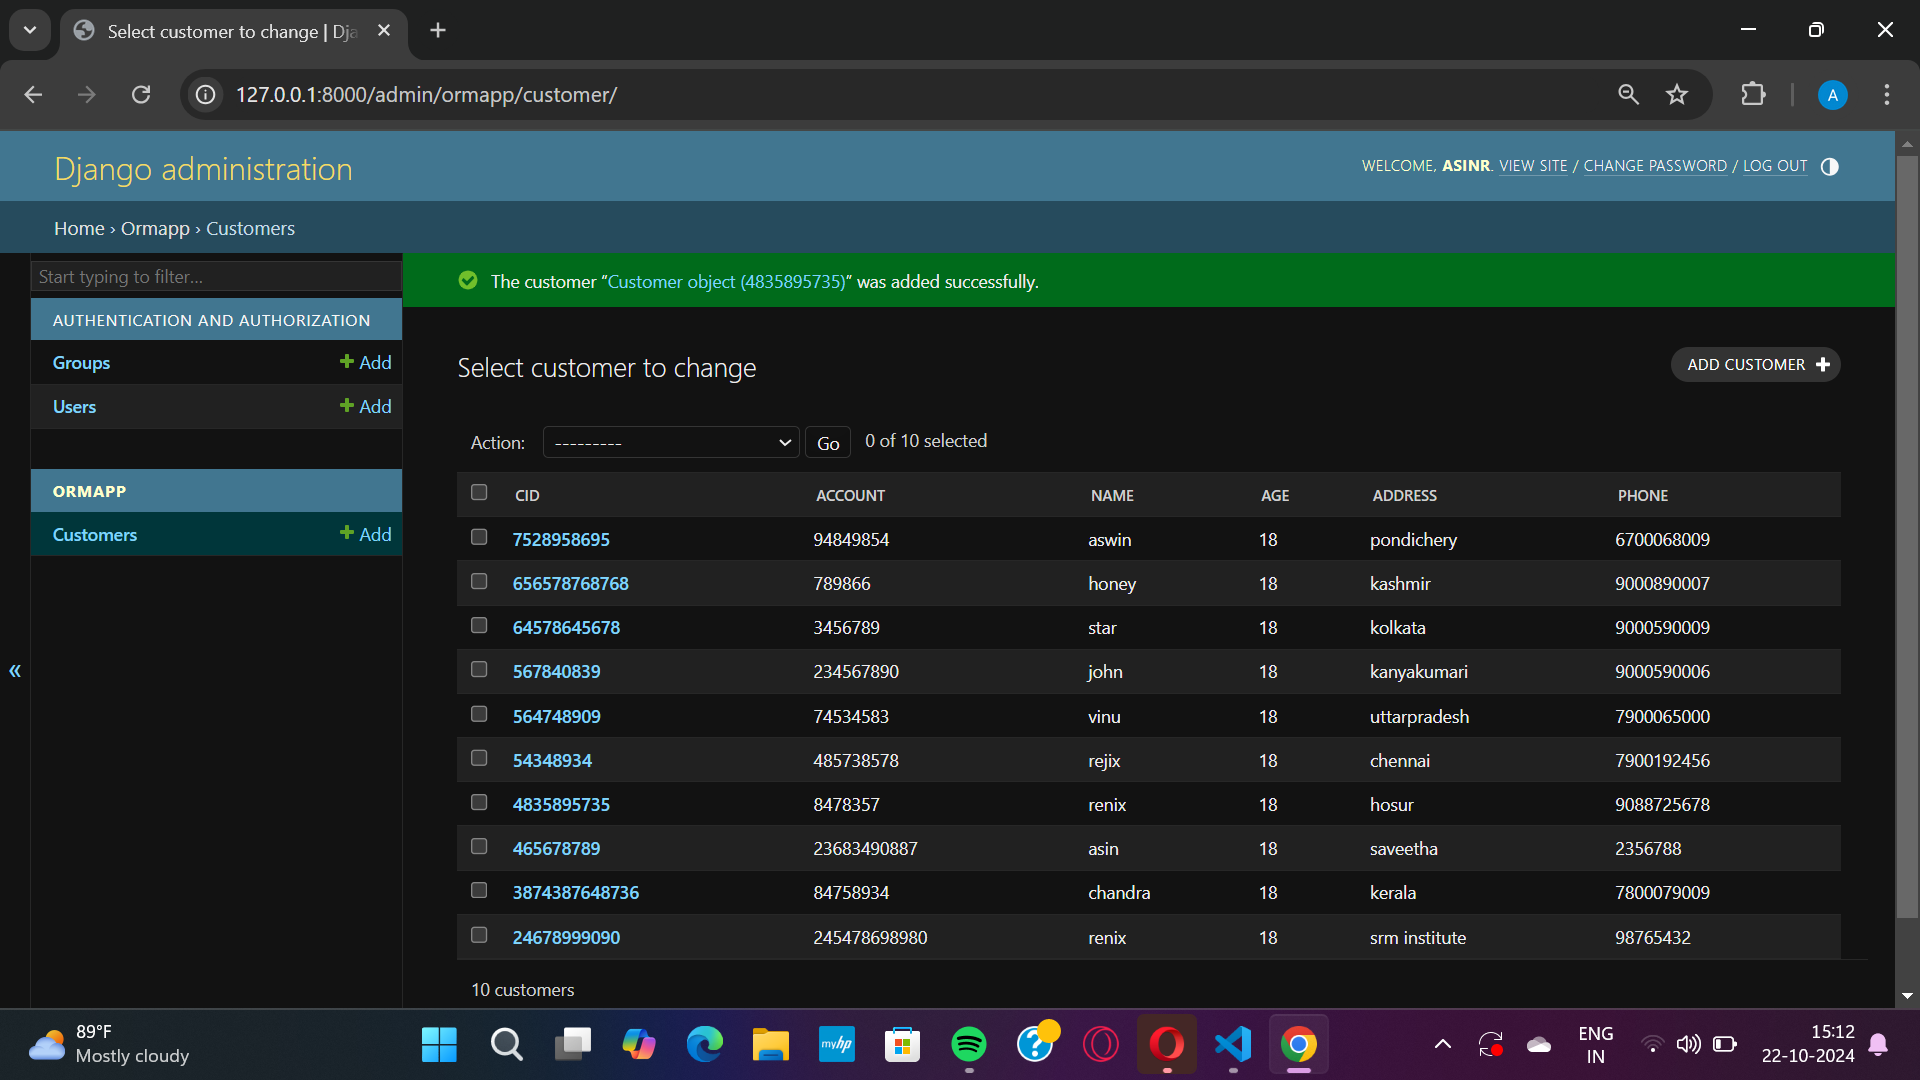 Select customer to change | Dja
127.0.0.1:8000/admin/ormapp/customer/
A
Django administration
WELCOME, ASINR. VIEW SITE / CHANGE PASSWORD / LOG OUT
Home › Ormapp › Customers
Start typing to filter...
The customer “Customer object (4835895735)” was added successfully.
AUTHENTICATION AND AUTHORIZATION
Groups + Add
Users + Add
ORMAPP
Customers + Add
«
Select customer to change
ADD CUSTOMER +
Action: --------- Go 0 of 10 selected
CID ACCOUNT NAME AGE ADDRESS PHONE
7528958695 94849854 aswin 18 pondichery 6700068009
656578768768 789866 honey 18 kashmir 9000890007
64578645678 3456789 star 18 kolkata 9000590009
567840839 234567890 john 18 kanyakumari 9000590006
564748909 74534583 vinu 18 uttarpradesh 7900065000
54348934 485738578 rejix 18 chennai 7900192456
4835895735 8478357 renix 18 hosur 9088725678
465678789 23683490887 asin 18 saveetha 2356788
3874387648736 84758934 chandra 18 kerala 7800079009
24678999090 245478698980 renix 18 srm institute 98765432
10 customers
89°F
Mostly cloudy
myhp
?
ENG
IN
15:12
22-10-2024